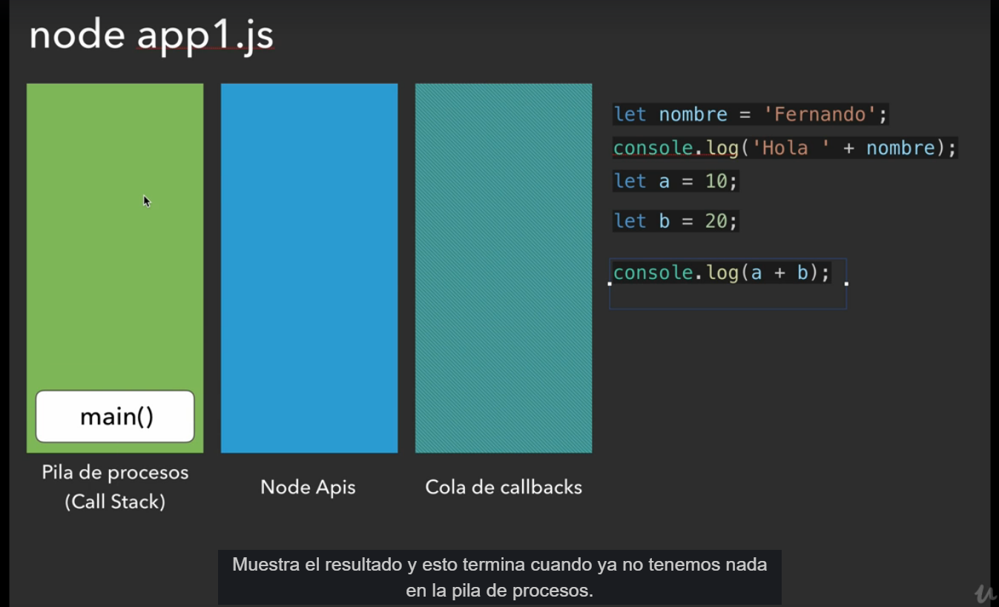 node app1.js
let nombre = 'Fernando';
console.log('Hola ' + nombre);
let a = 10;
let b = 20;
console.log(a + b);
main()
Pila de procesos
(Call Stack)
Node Apis
Cola de callbacks
Muestra el resultado y esto termina cuando ya no tenemos nada
en la pila de procesos.
u